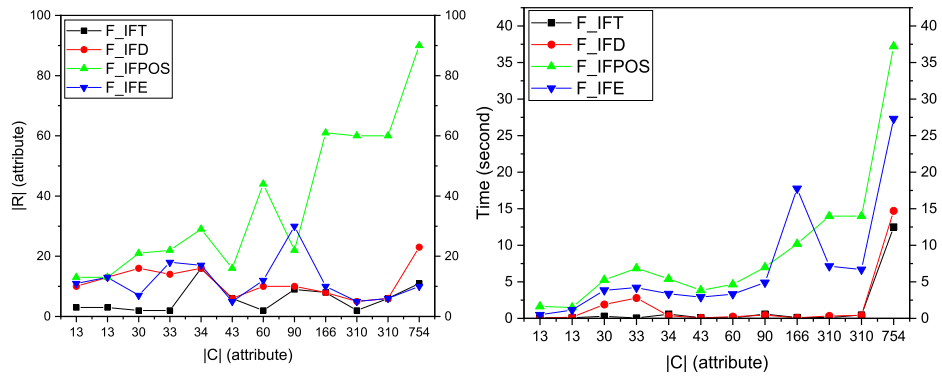 F_IFT
F_IFD
F_IFPOS
F_IFE
100
80
60
40
20
0
100
80
60
40
20
0
|R| (attribute)
13 13 30 33 34 43 60 90 166 310 310 754
|C| (attribute)
F_IFT
F_IFD
F_IFPOS
F_IFE
40
35
30
25
20
15
10
5
0
40
35
30
25
20
15
10
5
0
Time (second)
13 13 30 33 34 43 60 90 166 310 310 754
|C| (attribute)